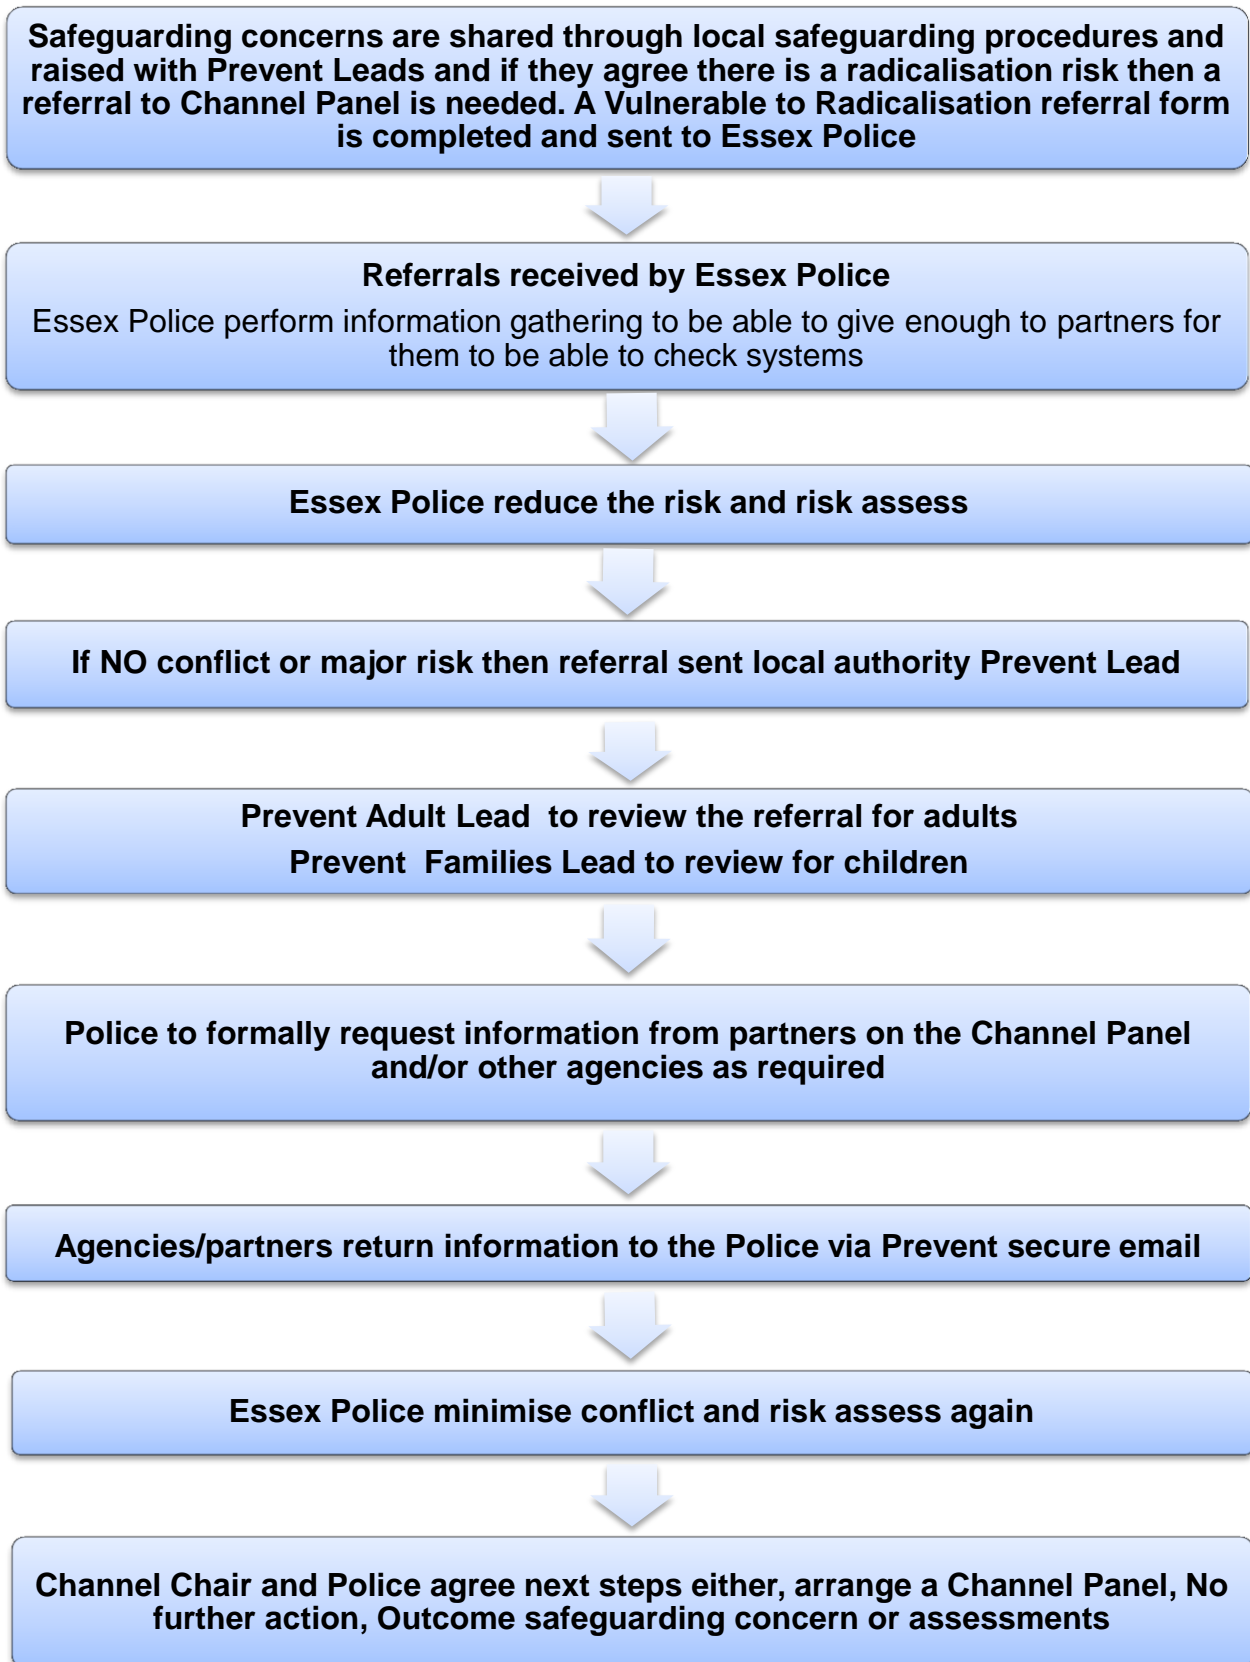 Safeguarding concerns are shared through local safeguarding procedures and
raised with Prevent Leads and if they agree there is a radicalisation risk then a
referral to Channel Panel is needed. A Vulnerable to Radicalisation referral form
is completed and sent to Essex Police
Referrals received by Essex Police
Essex Police perform information gathering to be able to give enough to partners for
them to be able to check systems
Essex Police reduce the risk and risk assess
If NO conflict or major risk then referral sent local authority Prevent Lead
Prevent Adult Lead to review the referral for adults
Prevent Families Lead to review for children
Police to formally request information from partners on the Channel Panel
and/or other agencies as required
Agencies/partners return information to the Police via Prevent secure email
Essex Police minimise conflict and risk assess again
Channel Chair and Police agree next steps either, arrange a Channel Panel, No
further action, Outcome safeguarding concern or assessments